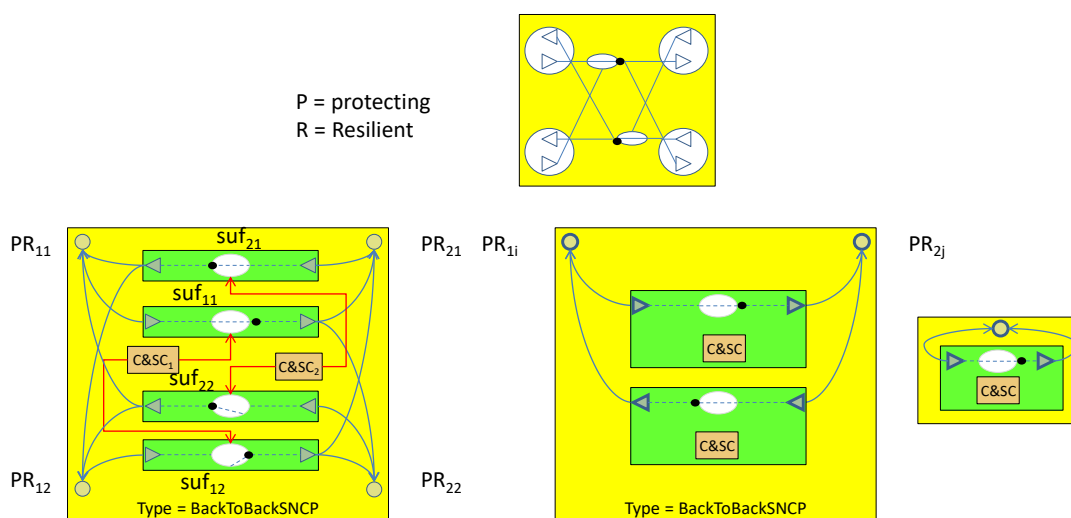 P = protecting
R = Resilient
PR11
suf21
PR21
PR1i
PR2j
suf11
C&SC1
C&SC2
C&SC
C&SC
suf22
C&SC
PR12
suf12
PR22
Type = BackToBackSNCP
Type = BackToBackSNCP